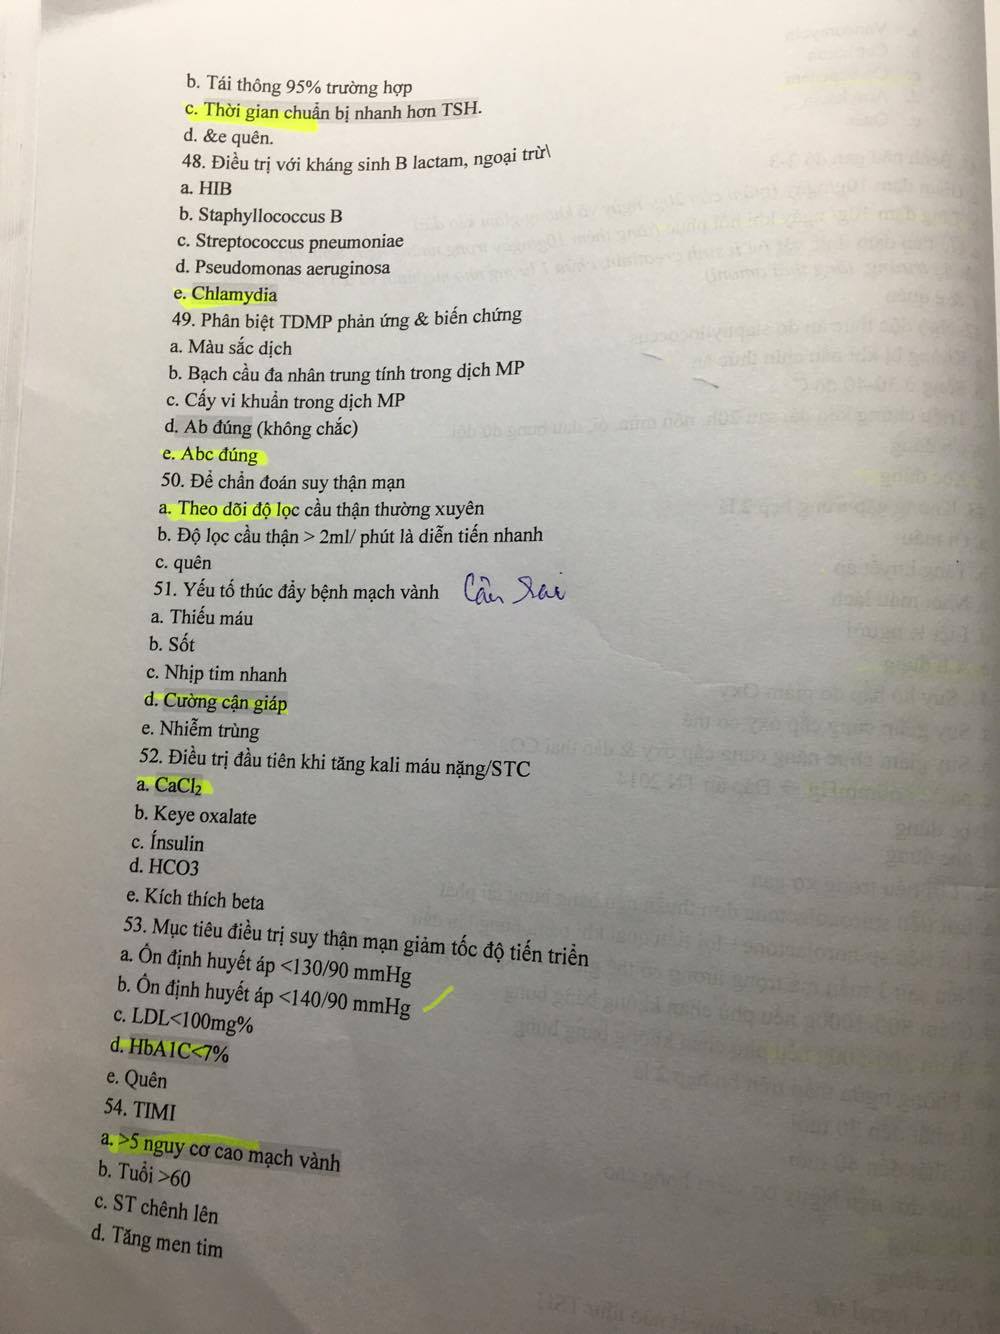 b. Tái thông 95% trường hợp
c. Thời gian chuẩn bị nhanh hơn TSH.
d. &e quên.
48. Điều trị với kháng sinh B lactam, ngoại trừ\
a. HIB
b. Staphyllococcus B
c. Streptococcus pneumoniae
d. Pseudomonas aeruginosa
e. Chlamydia
49. Phân biệt TDMP phản ứng & biến chứng
a. Màu sắc dịch
b. Bạch cầu đa nhân trung tính trong dịch MP
c. Cấy vi khuẩn trong dịch MP
d. Ab đúng (không chắc)
e. Abc đúng
50. Để chẩn đoán suy thận mạn
a. Theo dõi độ lọc cầu thận thường xuyên
b. Độ lọc cầu thận > 2ml/ phút là diễn tiến nhanh
c. quên
51. Yếu tố thúc đẩy bệnh mạch vành Câu sai
a. Thiếu máu
b. Sốt
c. Nhịp tim nhanh
d. Cường cận giáp
e. Nhiễm trùng
52. Điều trị đầu tiên khi tăng kali máu nặng/STC
a. CaCl₂
b. Keye oxalate
c. Ínsulin
d. HCO3
e. Kích thích beta
53. Mục tiêu điều trị suy thận mạn giảm tốc độ tiến triển
a. Ổn định huyết áp <130/90 mmHg
b. Ổn định huyết áp <140/90 mmHg
c. LDL<100mg%
d. HbA1C<7%
e. Quên
54. TIMI
a. >5 nguy cơ cao mạch vành
b. Tuổi >60
c. ST chênh lên
d. Tăng men tim